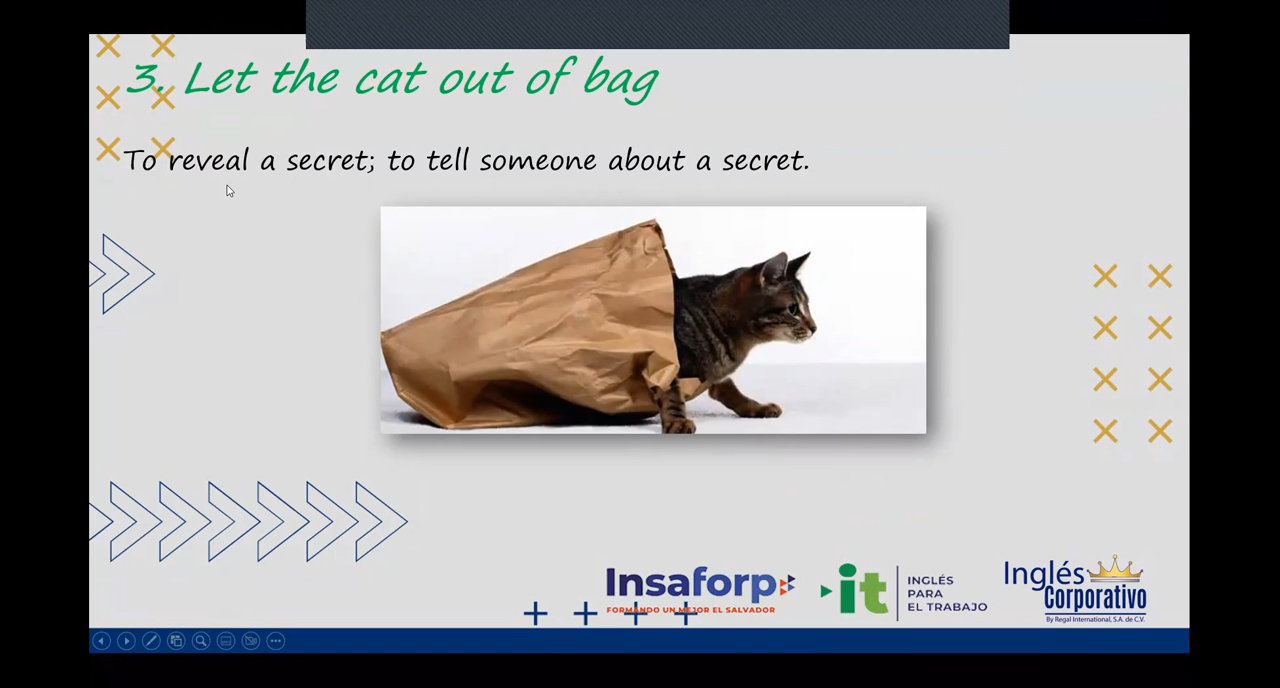 3. Let the cat out of bag
To reveal a secret; to tell someone about a secret.
Insaforp
FORMANDO UN MEJOR EL SALVADOR
it
INGLÉS
PARA
EL TRABAJO
Inglés
Corporativo
By Regal International, S.A. de C.V.